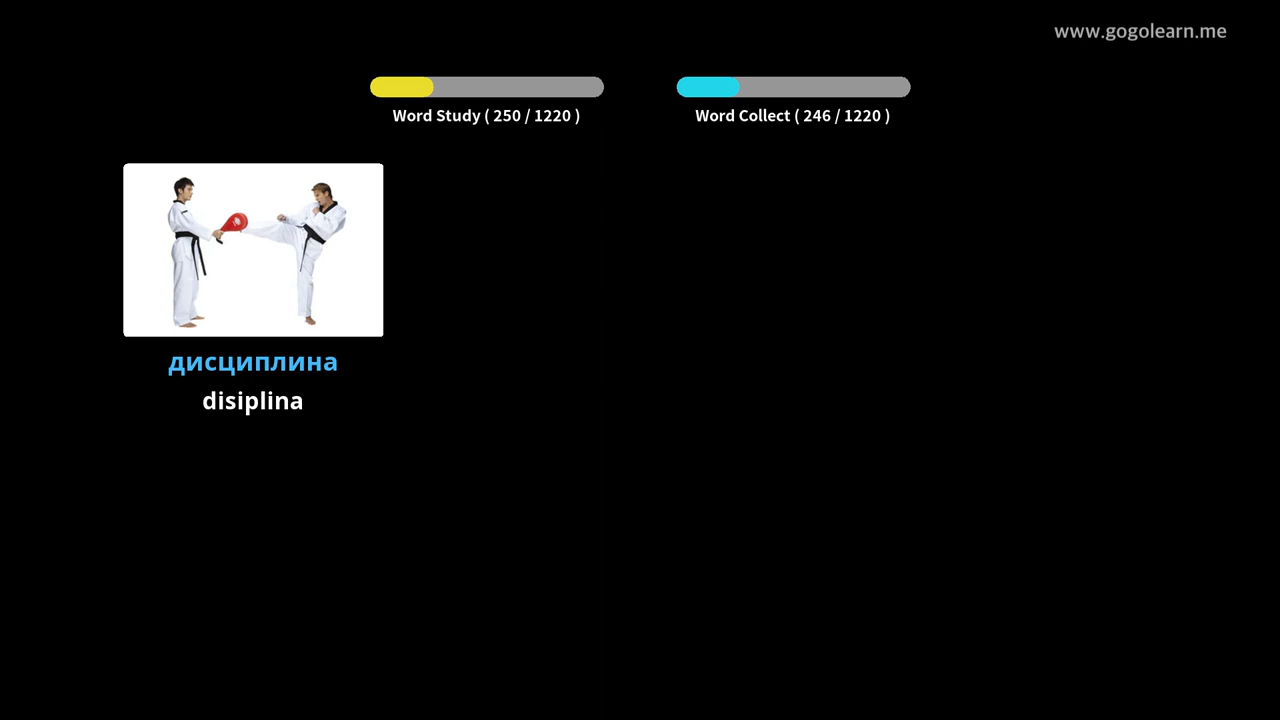 www.gogolearn.me
Word Study ( 250 / 1220 )
Word Collect ( 246 / 1220 )
дисциплина
disiplina